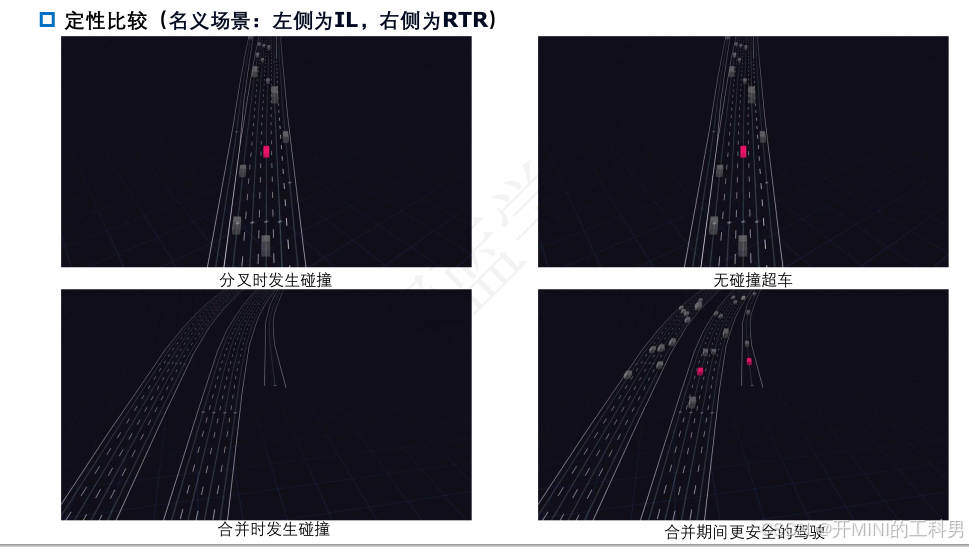 定性比较（名义场景：左侧为IL，右侧为RTR）
分叉时发生碰撞
无碰撞超车
合并时发生碰撞
合并期间更安全的驾驶
@开MINI的工科男